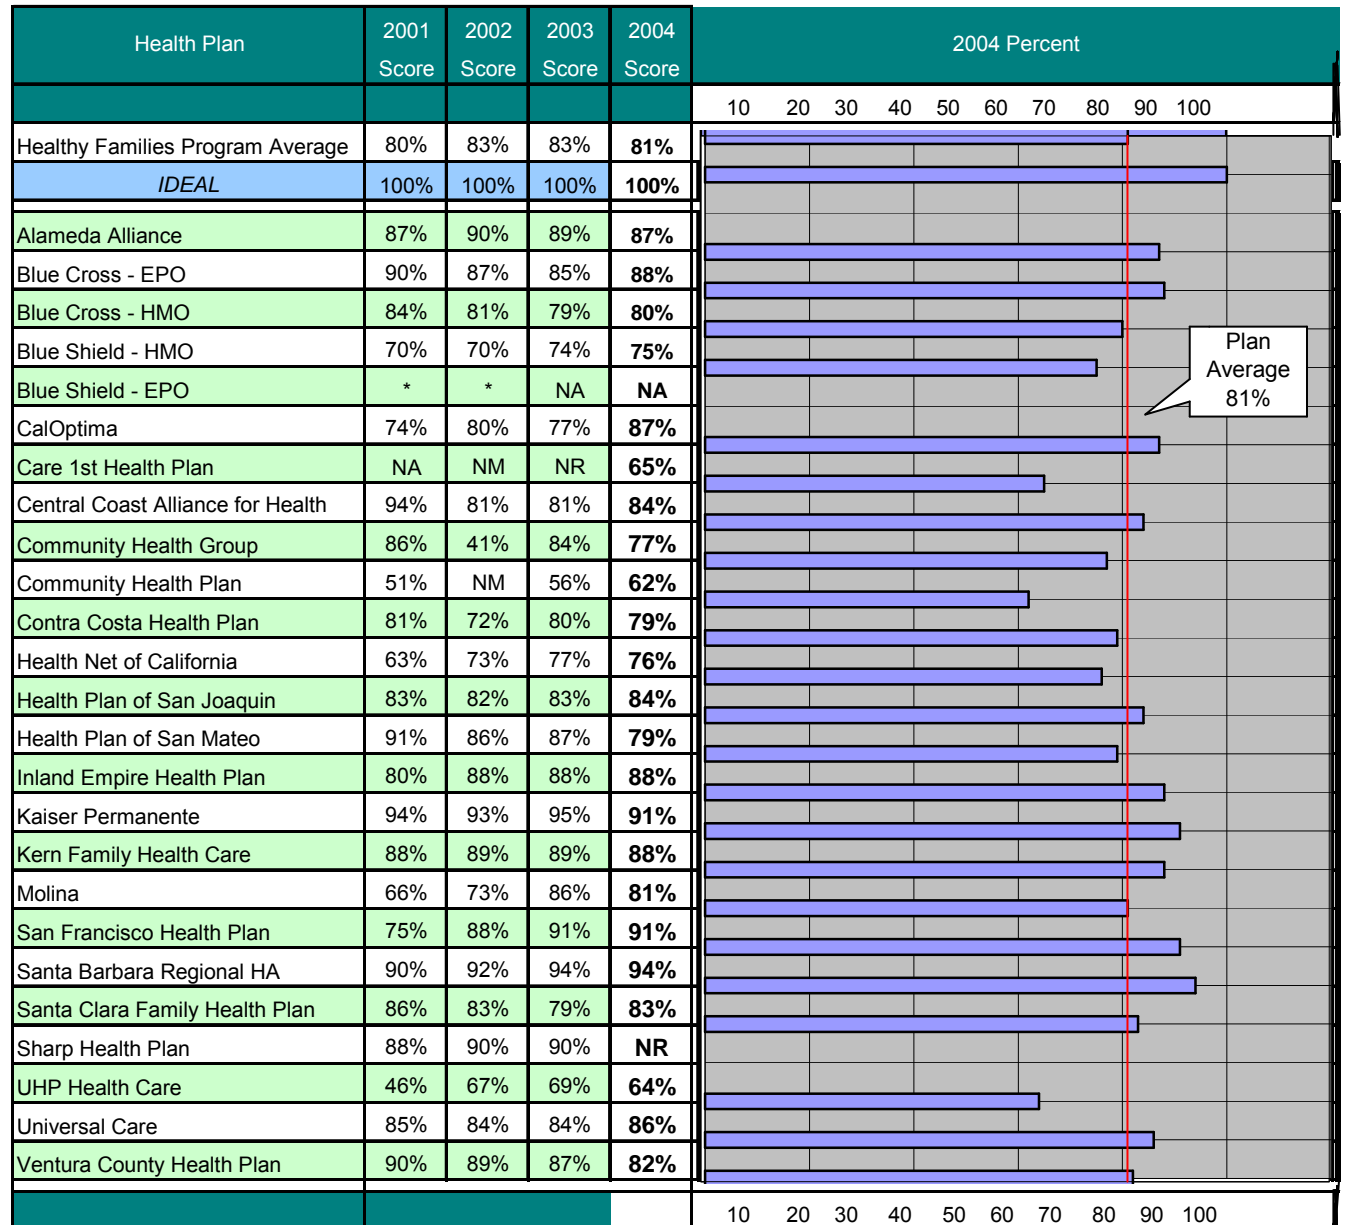 Health Plan 2001 Score 2002 Score 2003 Score 2004 Score 2004 Percent
10 20 30 40 50 60 70 80 90 100
Healthy Families Program Average 80% 83% 83% 81%
IDEAL 100% 100% 100% 100%
Alameda Alliance 87% 90% 89% 87%
Blue Cross - EPO 90% 87% 85% 88%
Blue Cross - HMO 84% 81% 79% 80%
Blue Shield - HMO 70% 70% 74% 75%
Blue Shield - EPO * * NA NA
Plan
Average
81%
CalOptima 74% 80% 77% 87%
Care 1st Health Plan NA NM NR 65%
Central Coast Alliance for Health 94% 81% 81% 84%
Community Health Group 86% 41% 84% 77%
Community Health Plan 51% NM 56% 62%
Contra Costa Health Plan 81% 72% 80% 79%
Health Net of California 63% 73% 77% 76%
Health Plan of San Joaquin 83% 82% 83% 84%
Health Plan of San Mateo 91% 86% 87% 79%
Inland Empire Health Plan 80% 88% 88% 88%
Kaiser Permanente 94% 93% 95% 91%
Kern Family Health Care 88% 89% 89% 88%
Molina 66% 73% 86% 81%
San Francisco Health Plan 75% 88% 91% 91%
Santa Barbara Regional HA 90% 92% 94% 94%
Santa Clara Family Health Plan 86% 83% 79% 83%
Sharp Health Plan 88% 90% 90% NR
UHP Health Care 46% 67% 69% 64%
Universal Care 85% 84% 84% 86%
Ventura County Health Plan 90% 89% 87% 82%
10 20 30 40 50 60 70 80 90 100